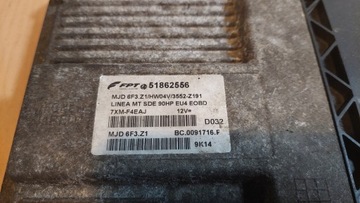 FPT 51862556
MJD 6F3.Z1/HW04V/3552-Z191
LINEA MT SDE 90HP EU4 EOBD
7XM-F4EAJ 12V=
D032
MJD 6F3.Z1 BC.0091716.F
9K14